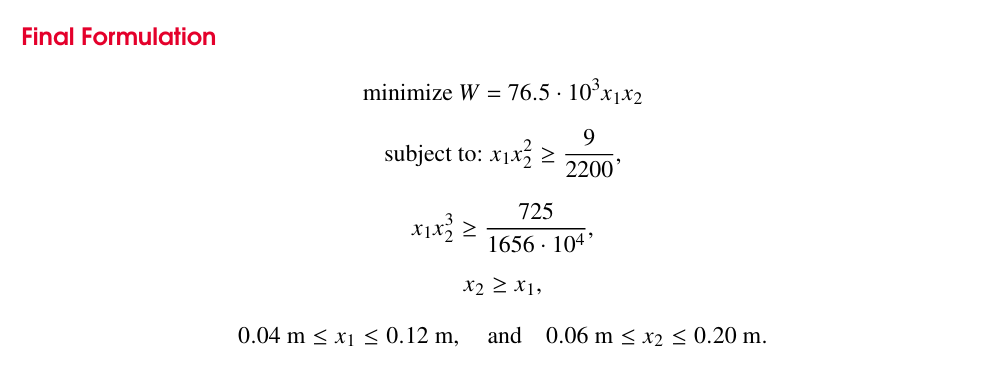 Final Formulation
minimize W = 76.5 · 10³x₁x₂
subject to: x₁x₂² ≥ 9/2200,
x₁x₂³ ≥ 725/(1656 · 10⁴),
x₂ ≥ x₁,
0.04 m ≤ x₁ ≤ 0.12 m, and 0.06 m ≤ x₂ ≤ 0.20 m.